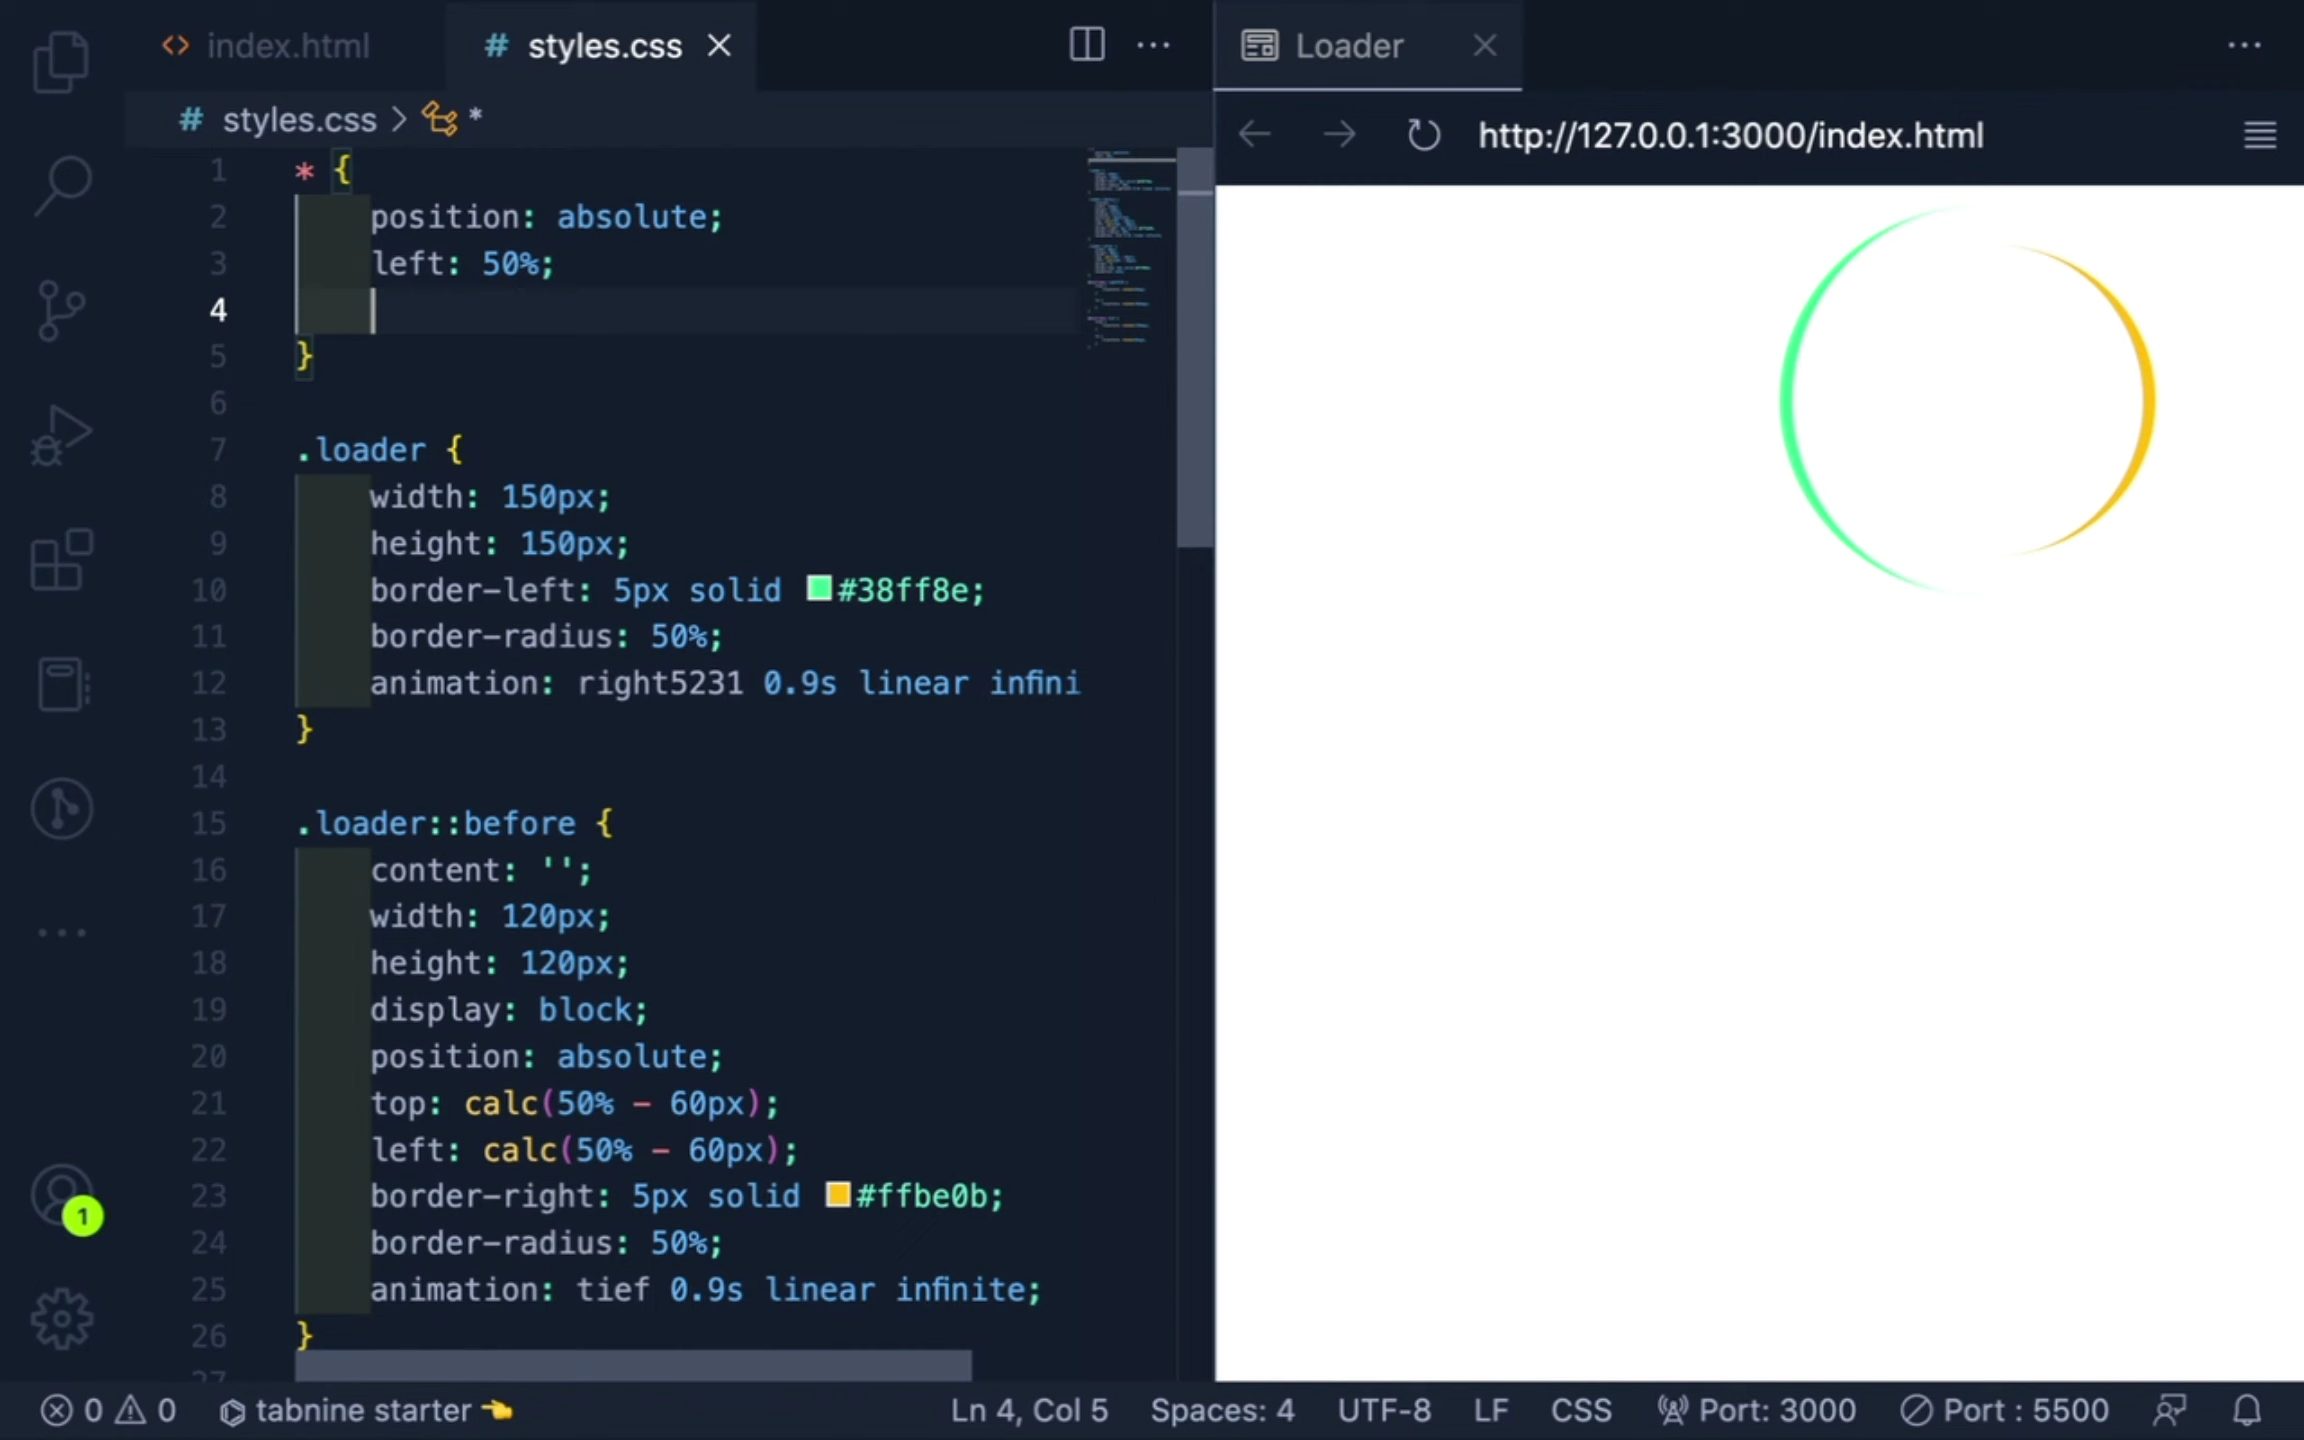 <> index.html
# styles.css
Loader
# styles.css > *
http://127.0.0.1:3000/index.html
1 * {
2 position: absolute;
3 left: 50%;
4
5 }
6
7 .loader {
8 width: 150px;
9 height: 150px;
10 border-left: 5px solid #38ff8e;
11 border-radius: 50%;
12 animation: right5231 0.9s linear infini
13 }
14
15 .loader::before {
16 content: '';
17 width: 120px;
18 height: 120px;
19 display: block;
20 position: absolute;
21 top: calc(50% - 60px);
22 left: calc(50% - 60px);
23 border-right: 5px solid #ffbe0b;
24 border-radius: 50%;
25 animation: tief 0.9s linear infinite;
26 }
27
1
0 0 tabnine starter Ln 4, Col 5 Spaces: 4 UTF-8 LF CSS Port: 3000 Port : 5500